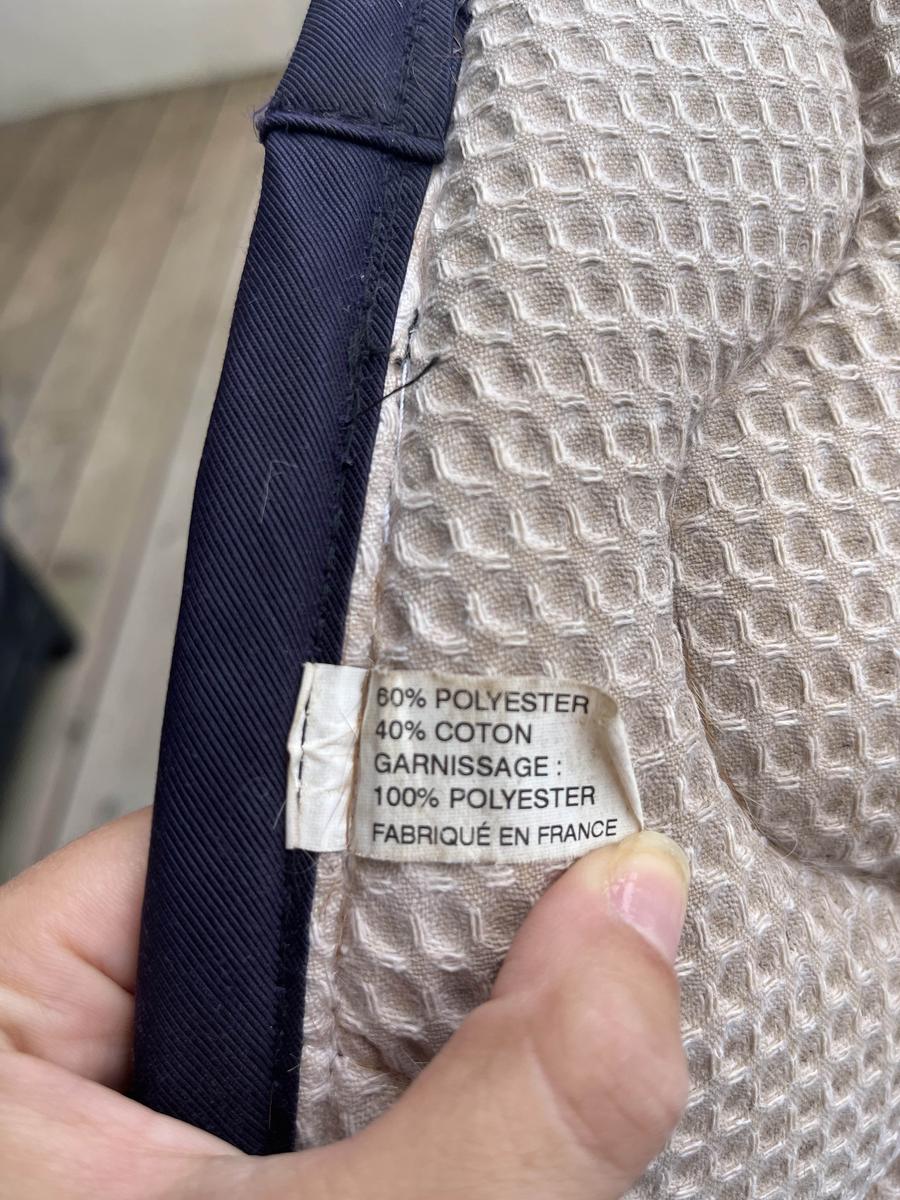 60% POLYESTER
40% COTON
GARNISSAGE :
100% POLYESTER
FABRIQUÉ EN FRANCE